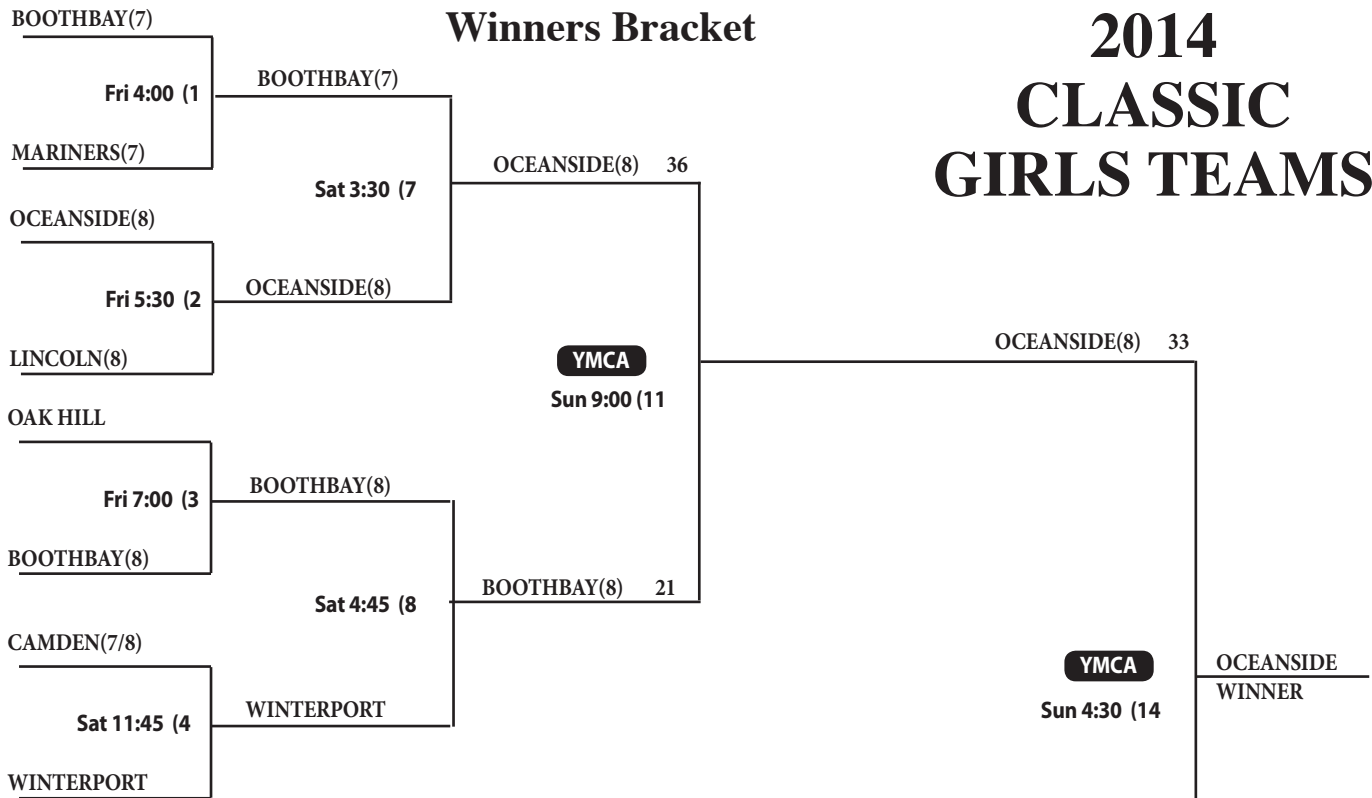 Winners Bracket
2014
CLASSIC
GIRLS TEAMS
BOOTHBAY(7)
Fri 4:00 (1
BOOTHBAY(7)
MARINERS(7)
Sat 3:30 (7
OCEANSIDE(8) 36
OCEANSIDE(8)
Fri 5:30 (2
OCEANSIDE(8)
LINCOLN(8)
YMCA
Sun 9:00 (11
OCEANSIDE(8) 33
OAK HILL
Fri 7:00 (3
BOOTHBAY(8)
BOOTHBAY(8)
Sat 4:45 (8
BOOTHBAY(8) 21
CAMDEN(7/8)
Sat 11:45 (4
WINTERPORT
WINTERPORT
YMCA
Sun 4:30 (14
OCEANSIDE
WINNER